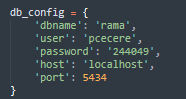 db_config = {
    'dbname': 'rama',
    'user': 'pcecere',
    'password': '244049',
    'host': 'localhost',
    'port': 5434
}